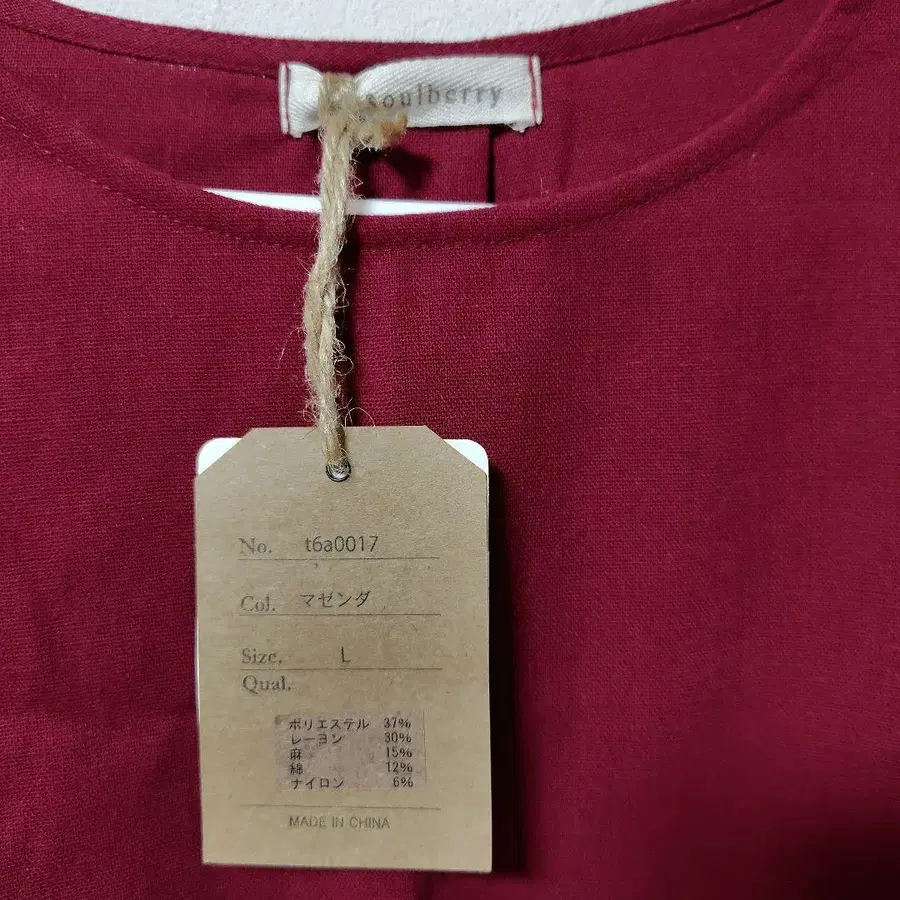 soulberry
No. t6a0017
Col. マゼンダ
Size. L
Qual.
ポリエステル 37%
レーヨン 30%
麻 15%
綿 12%
ナイロン 6%
MADE IN CHINA